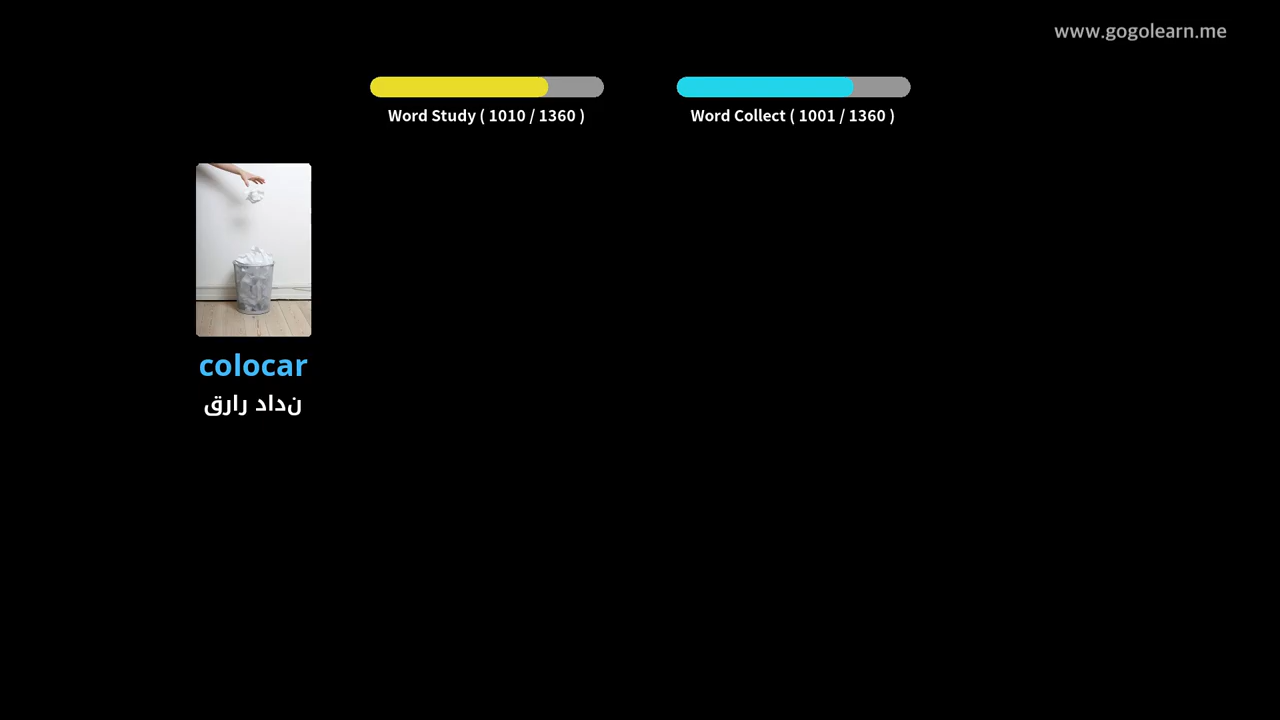 www.gogolearn.me
Word Study ( 1010 / 1360 )
Word Collect ( 1001 / 1360 )
colocar
قرار دادن